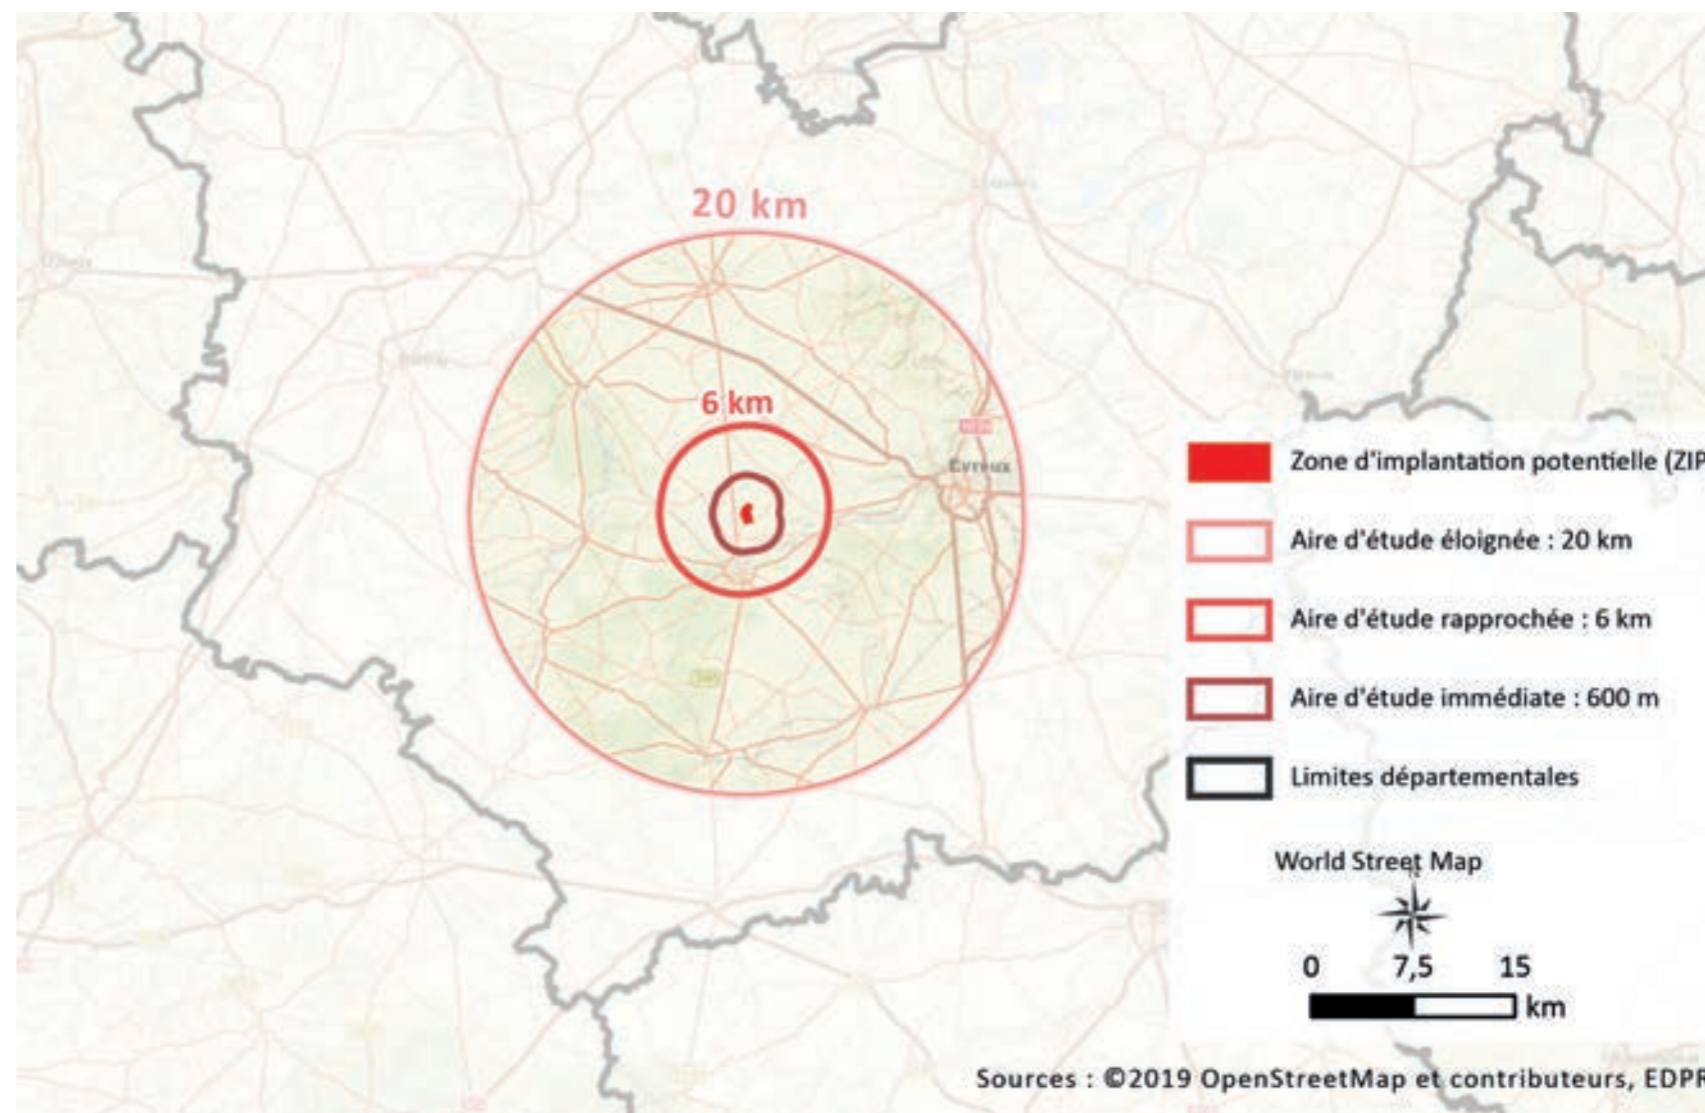 20 km
6 km
Évreux
Zone d'implantation potentielle (ZIP
Aire d'étude éloignée : 20 km
Aire d'étude rapprochée : 6 km
Aire d'étude immédiate : 600 m
Limites départementales
World Street Map
0 7,5 15
km
Sources : ©2019 OpenStreetMap et contributeurs, EDPR